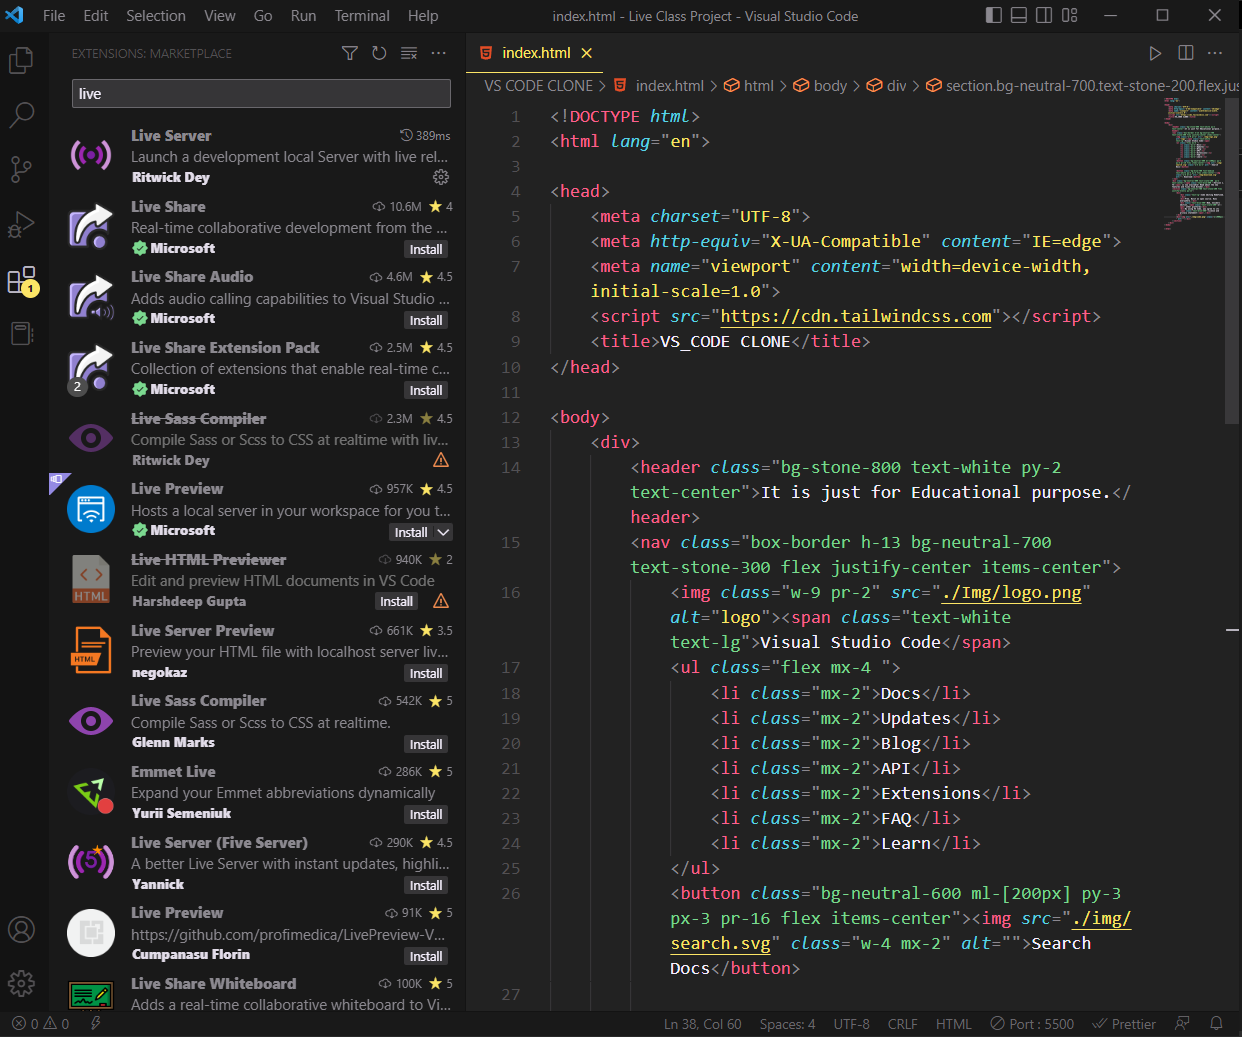 File Edit Selection View Go Run Terminal Help
index.html - Live Class Project - Visual Studio Code
EXTENSIONS: MARKETPLACE
live
Live Server 389ms
Launch a development local Server with live rel...
Ritwick Dey
Live Share 10.6M 4
Real-time collaborative development from the ...
Microsoft Install
Live Share Audio 4.6M 4.5
Adds audio calling capabilities to Visual Studio ...
Microsoft Install
Live Share Extension Pack 2.5M 4.5
Collection of extensions that enable real-time c...
2 Microsoft Install
Live Sass Compiler 2.3M 4.5
Compile Sass or Scss to CSS at realtime with liv...
Ritwick Dey
Live Preview 957K 4.5
Hosts a local server in your workspace for you t...
Microsoft Install
Live HTML Previewer 940K 2
Edit and preview HTML documents in VS Code
HTML Harshdeep Gupta Install
Live Server Preview 661K 3.5
Preview your HTML file with localhost server liv...
HTML
negokaz Install
Live Sass Compiler 542K 5
Compile Sass or Scss to CSS at realtime.
Glenn Marks Install
Emmet Live 286K 5
Expand your Emmet abbreviations dynamically
Yurii Semeniuk Install
Live Server (Five Server) 290K 4.5
5 A better Live Server with instant updates, highli...
Yannick Install
Live Preview 91K 5
https://github.com/profimedica/LivePreview-V...
Cumpanasu Florin Install
Live Share Whiteboard 100K 5
Adds a real-time collaborative whiteboard to Vi...
1
index.html
VS CODE CLONE > index.html > html > body > div > section.bg-neutral-700.text-stone-200.flex.jus
1 <!DOCTYPE html>
2 <html lang="en">
3
4 <head>
5 <meta charset="UTF-8">
6 <meta http-equiv="X-UA-Compatible" content="IE=edge">
7 <meta name="viewport" content="width=device-width,
initial-scale=1.0">
8 <script src="https://cdn.tailwindcss.com"></script>
9 <title>VS_CODE CLONE</title>
10 </head>
11
12 <body>
13 <div>
14 <header class="bg-stone-800 text-white py-2
text-center">It is just for Educational purpose.</
header>
15 <nav class="box-border h-13 bg-neutral-700
text-stone-300 flex justify-center items-center">
16 <img class="w-9 pr-2" src="./Img/logo.png"
alt="logo"><span class="text-white
text-lg">Visual Studio Code</span>
17 <ul class="flex mx-4 ">
18 <li class="mx-2">Docs</li>
19 <li class="mx-2">Updates</li>
20 <li class="mx-2">Blog</li>
21 <li class="mx-2">API</li>
22 <li class="mx-2">Extensions</li>
23 <li class="mx-2">FAQ</li>
24 <li class="mx-2">Learn</li>
25 </ul>
26 <button class="bg-neutral-600 ml-[200px] py-3
px-3 pr-16 flex items-center"><img src="./img/
search.svg" class="w-4 mx-2" alt="">Search
Docs</button>
27
0 0 Ln 38, Col 60 Spaces: 4 UTF-8 CRLF HTML Port : 5500 Prettier